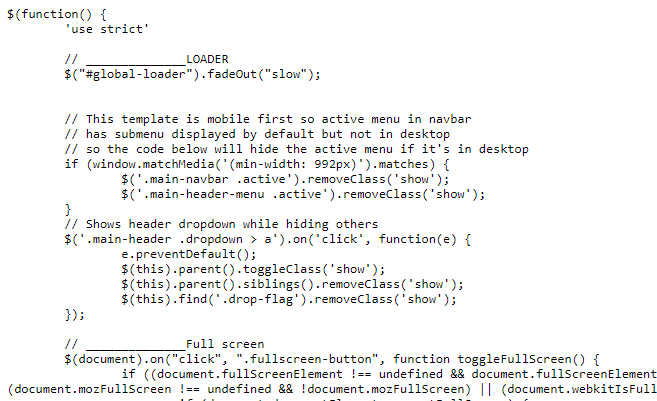 $(function() {
'use strict'
// ______________LOADER
$("#global-loader").fadeOut("slow");
// This template is mobile first so active menu in navbar
// has submenu displayed by default but not in desktop
// so the code below will hide the active menu if it's in desktop
if (window.matchMedia('(min-width: 992px)').matches) {
$('.main-navbar .active').removeClass('show');
$('.main-header-menu .active').removeClass('show');
}
// Shows header dropdown while hiding others
$('.main-header .dropdown > a').on('click', function(e) {
e.preventDefault();
$(this).parent().toggleClass('show');
$(this).parent().siblings().removeClass('show');
$(this).find('.drop-flag').removeClass('show');
});
// ______________Full screen
$(document).on("click", ".fullscreen-button", function toggleFullScreen() {
if ((document.fullScreenElement !== undefined && document.fullScreenElement
(document.mozFullScreen !== undefined && !document.mozFullScreen) || (document.webkitIsFull